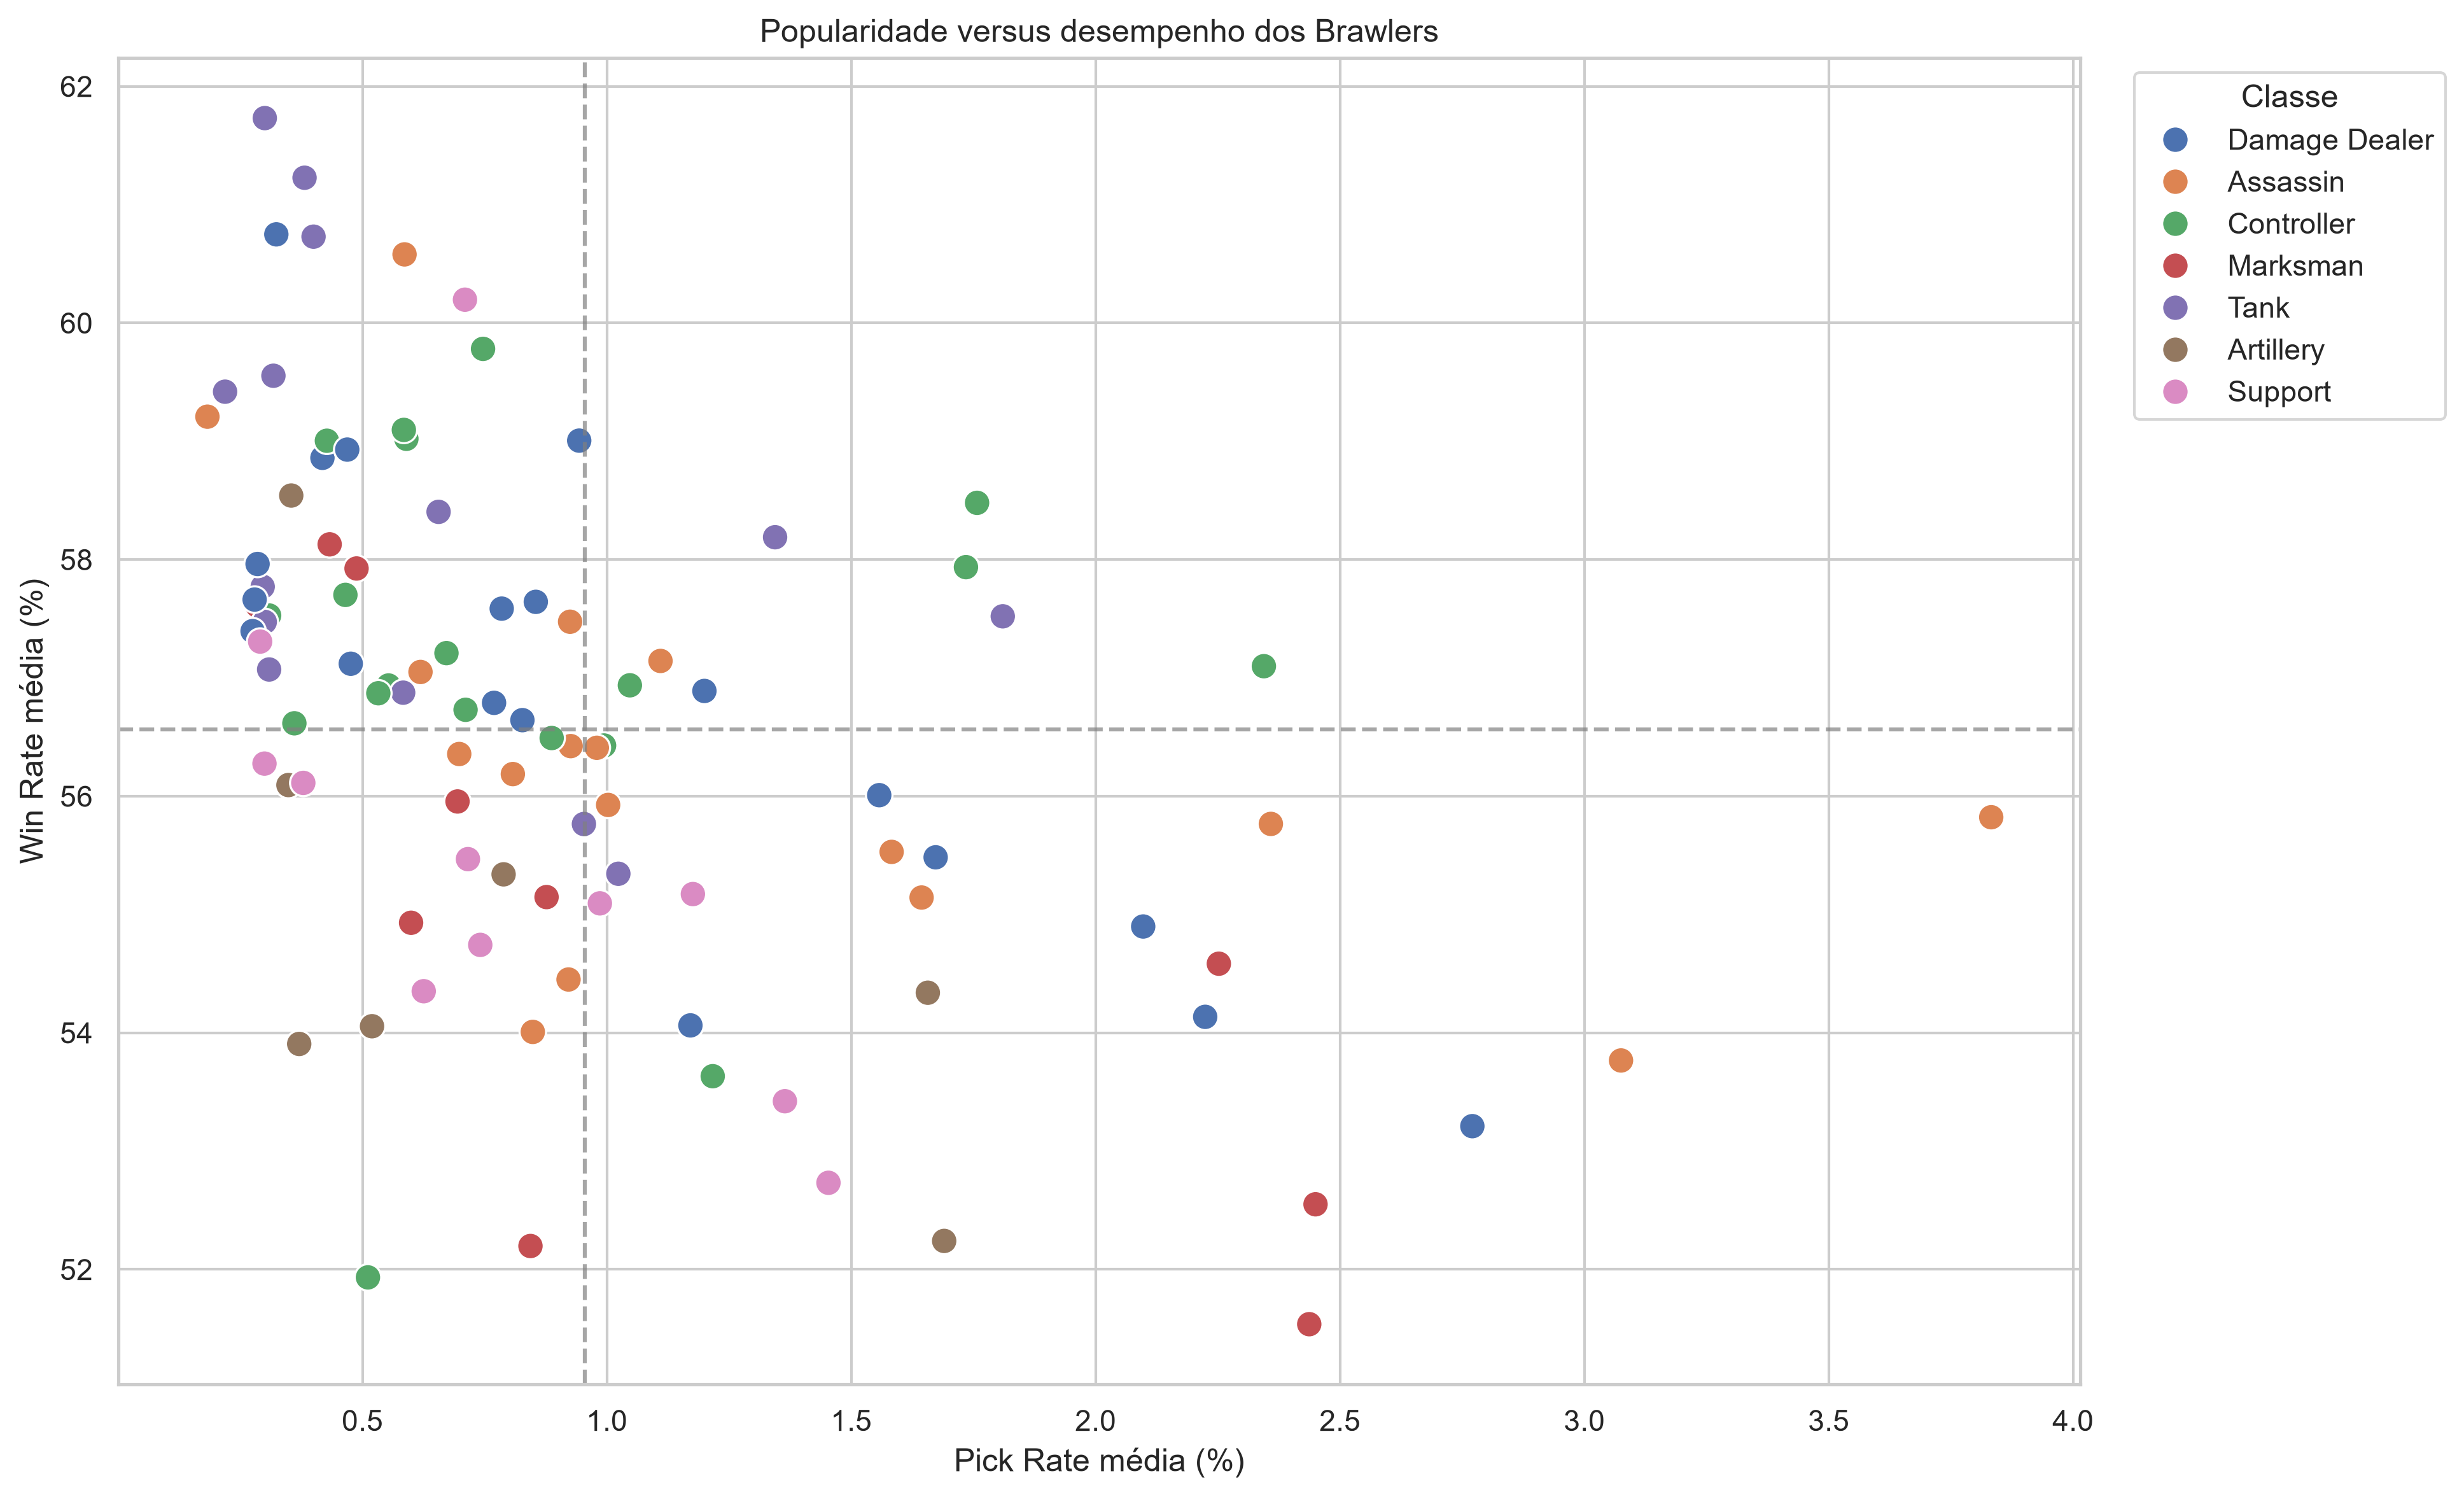 Popularidade versus desempenho dos Brawlers
Classe
Damage Dealer
Assassin
Controller
Marksman
Tank
Artillery
Support
Win Rate média (%)
62
60
58
56
54
52
0.5 1.0 1.5 2.0 2.5 3.0 3.5 4.0
Pick Rate média (%)